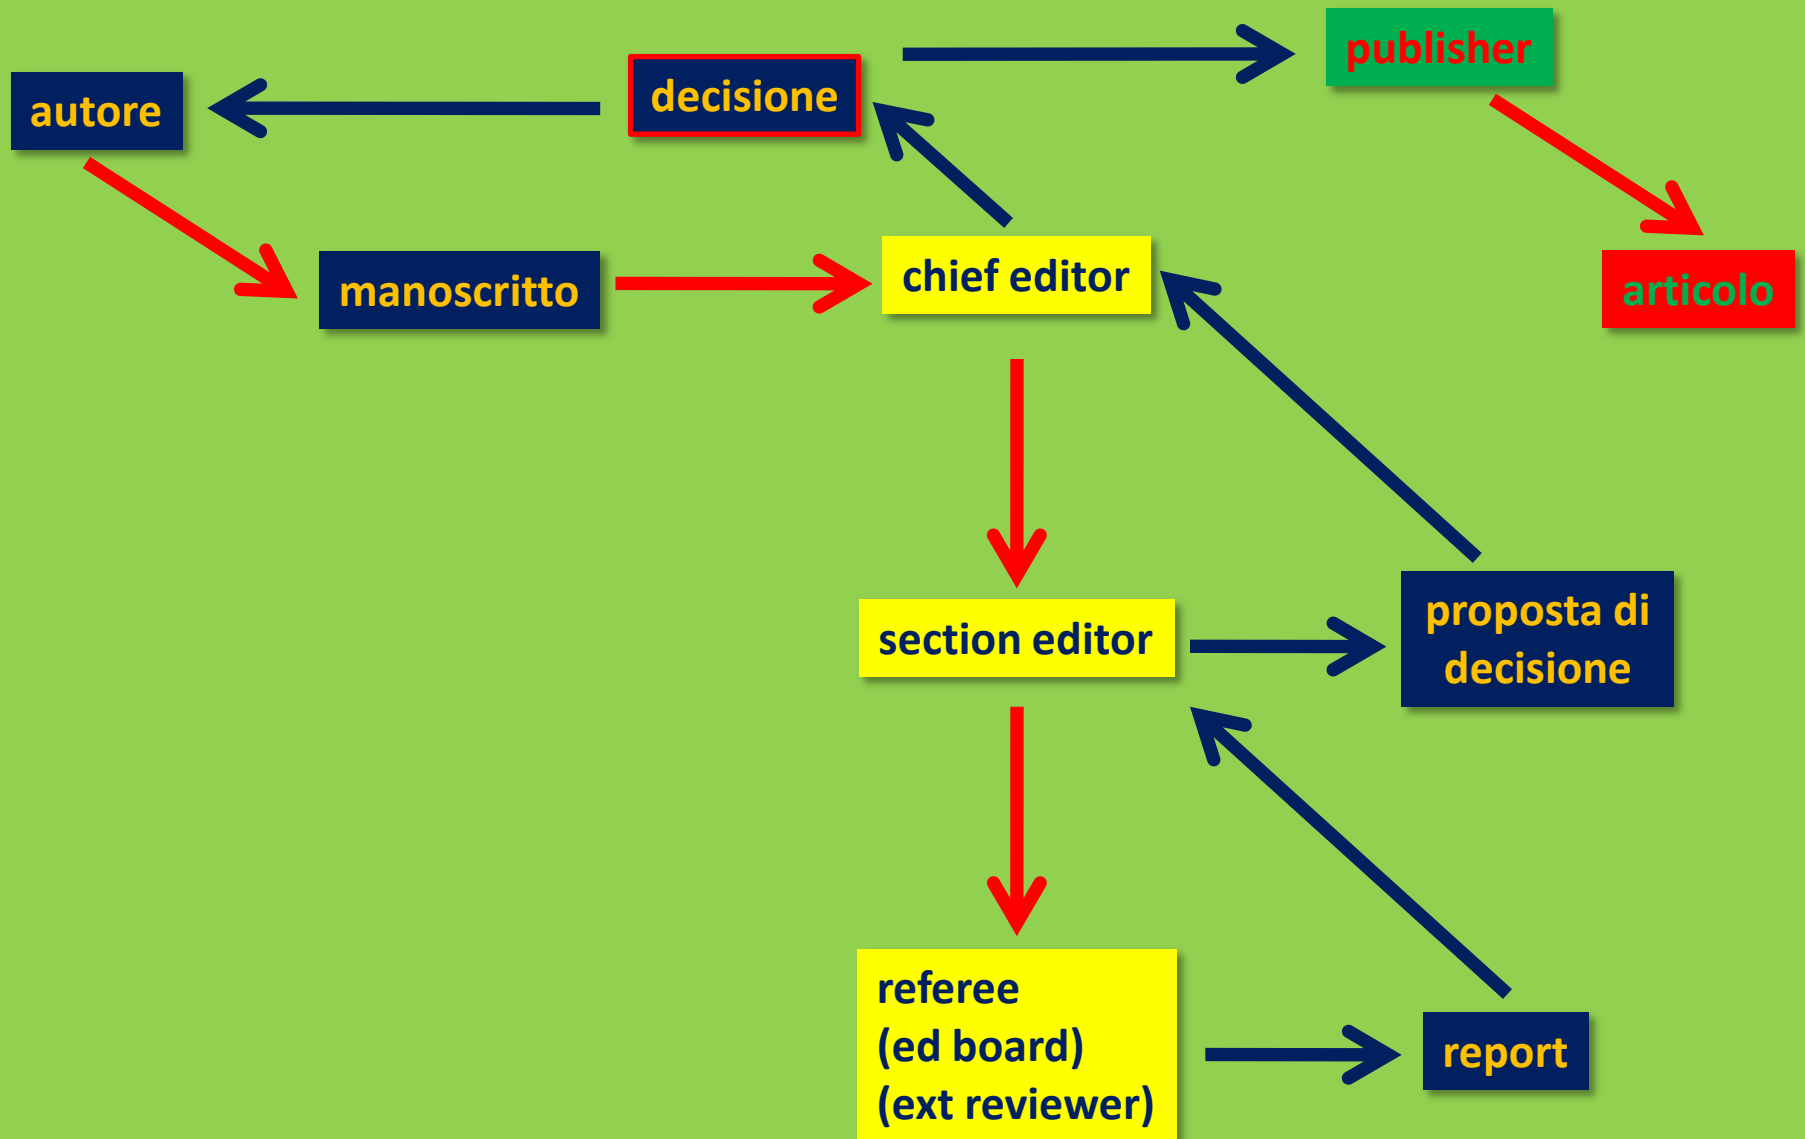 publisher
decisione
autore
chief editor
manoscritto
articolo
section editor
proposta di
decisione
referee
(ed board)
(ext reviewer)
report